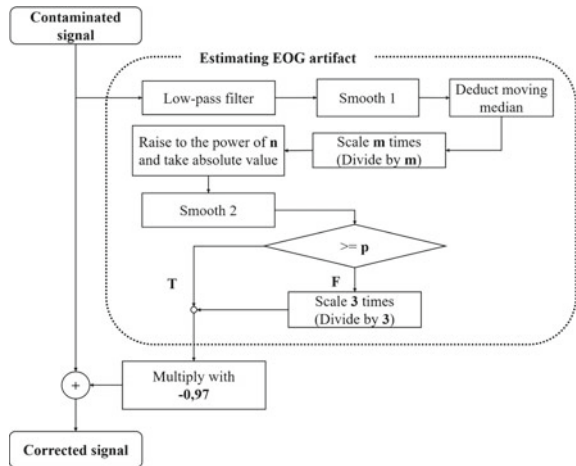 Contaminated
signal
Estimating EOG artifact
Low-pass filter
Smooth 1
Deduct moving
median
Raise to the power of n
and take absolute value
Scale m times
(Divide by m)
Smooth 2
>= p
T
F
Scale 3 times
(Divide by 3)
Multiply with
-0,97
+
Corrected signal